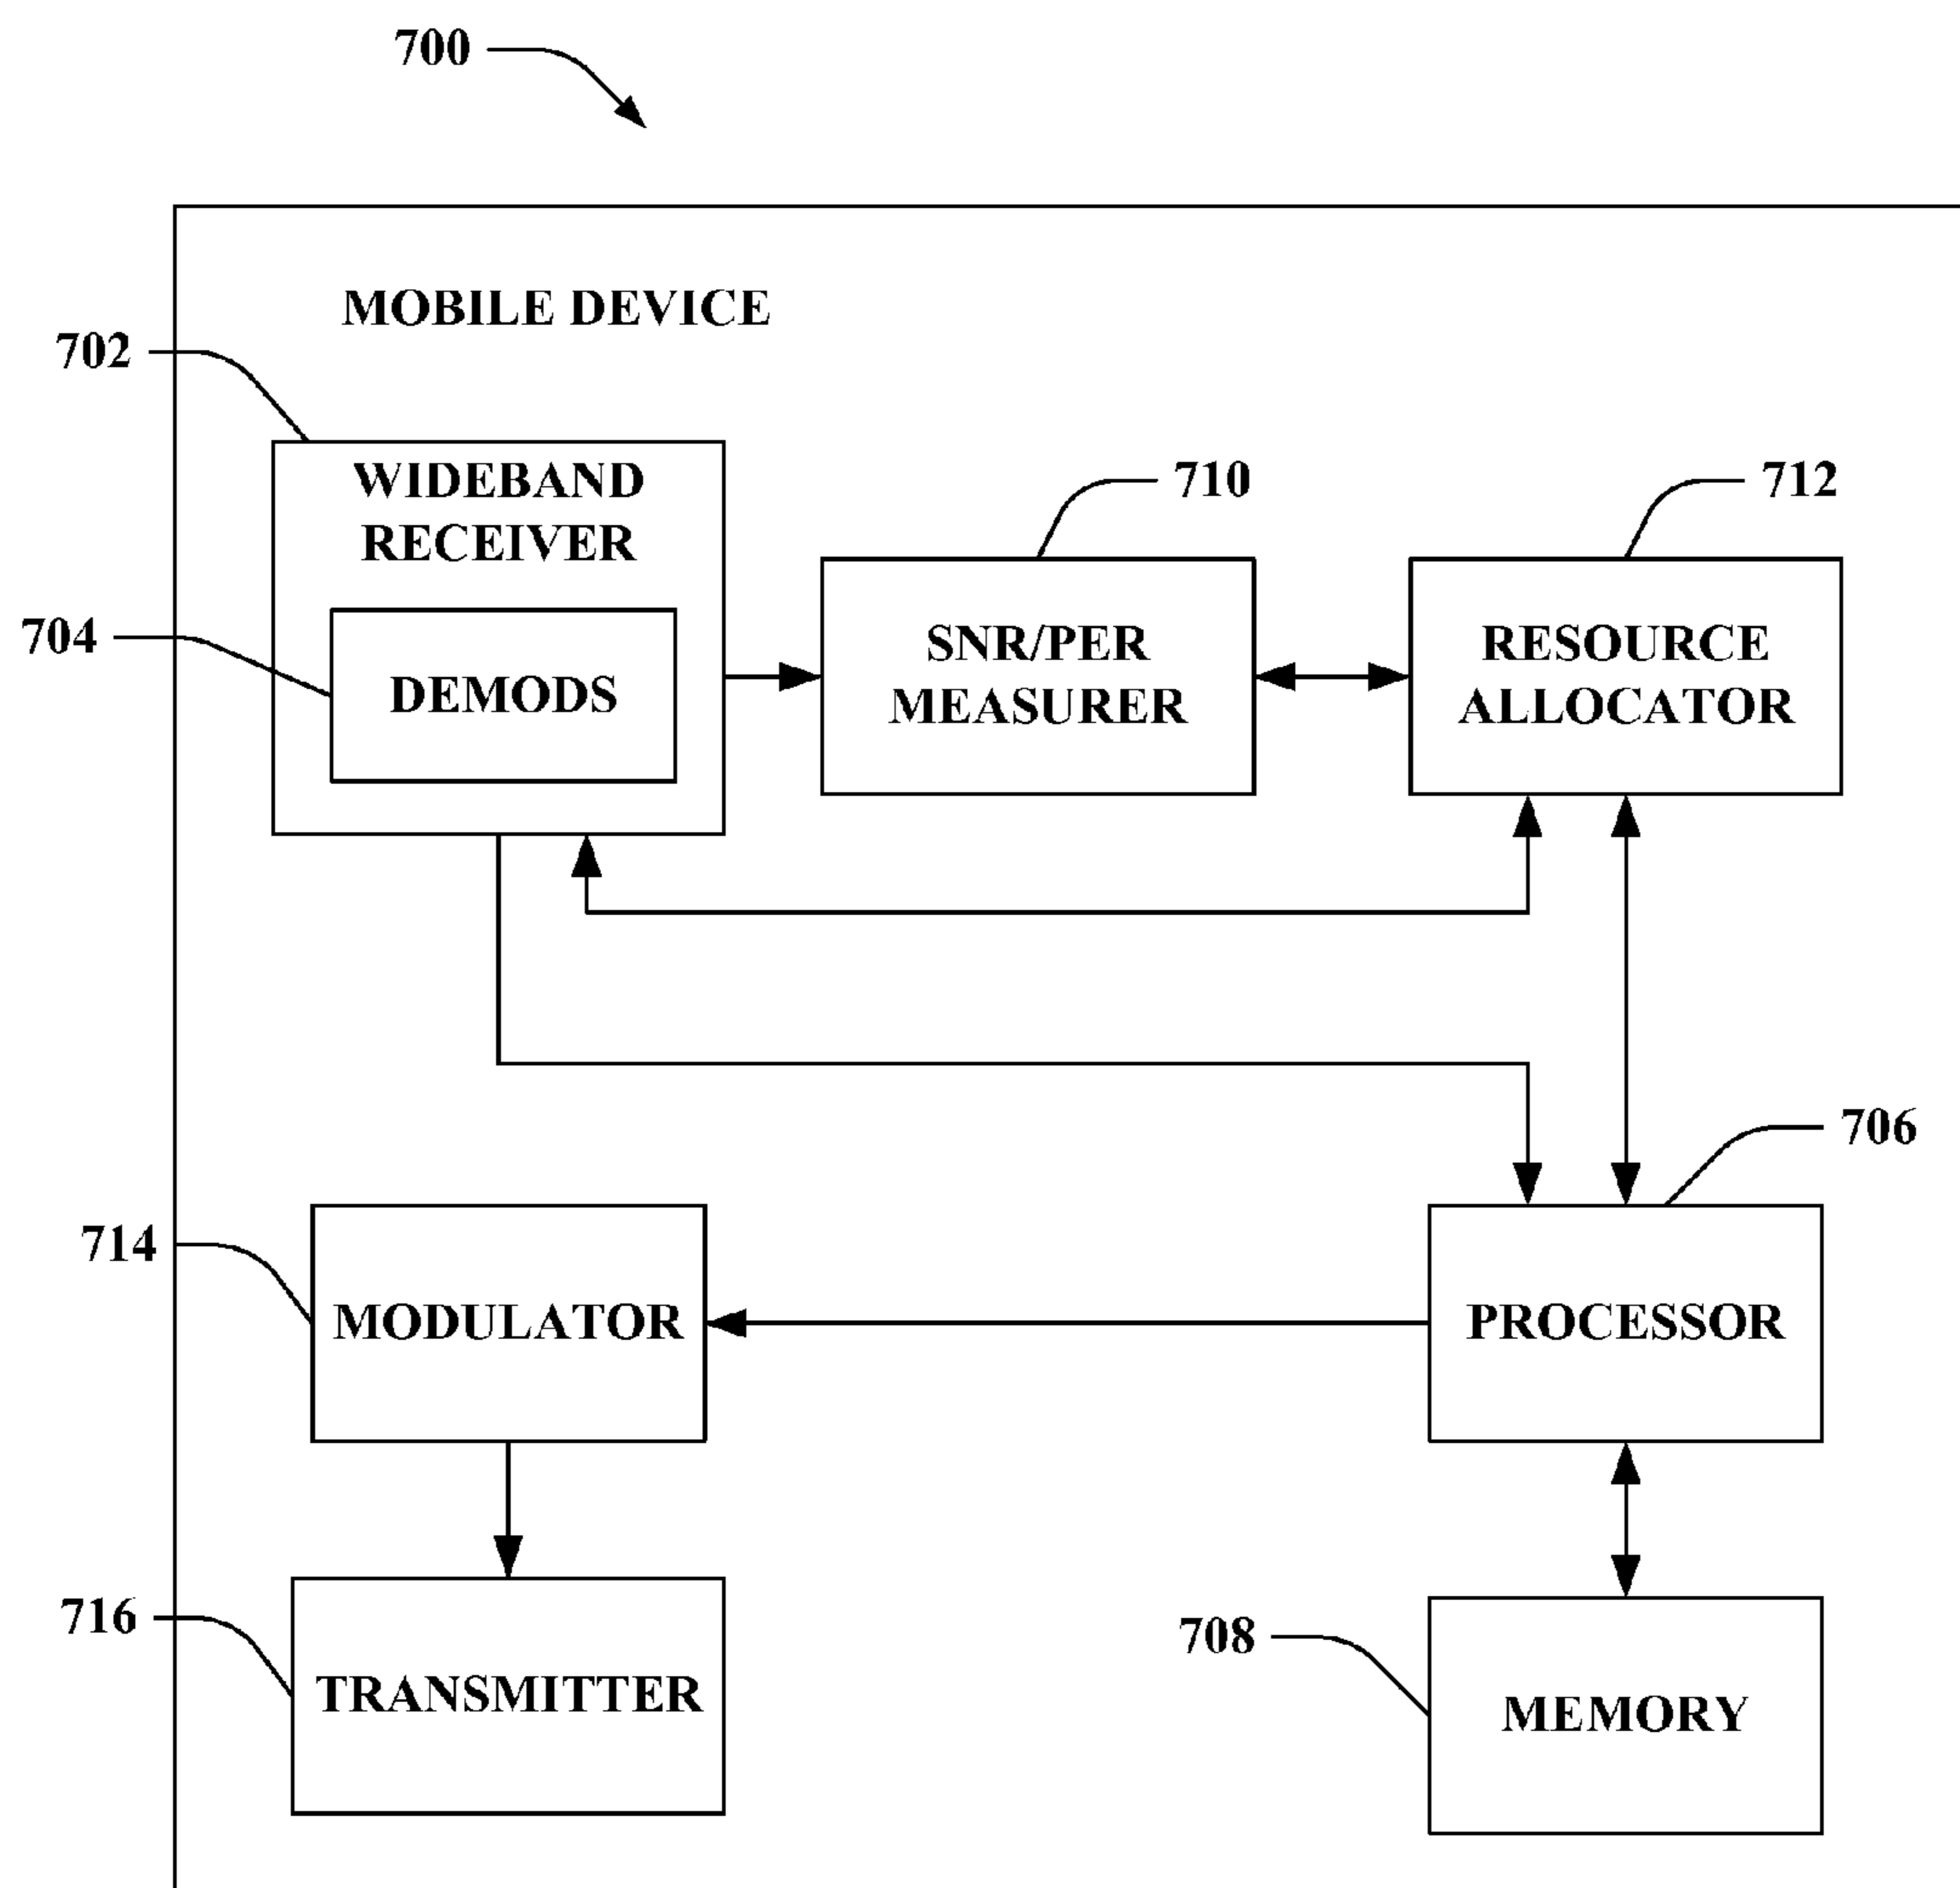 700
MOBILE DEVICE
702
WIDEBAND
RECEIVER
710
712
704
DEMODS
SNR/PER
MEASURER
RESOURCE
ALLOCATOR
706
714
MODULATOR
PROCESSOR
716
TRANSMITTER
708
MEMORY